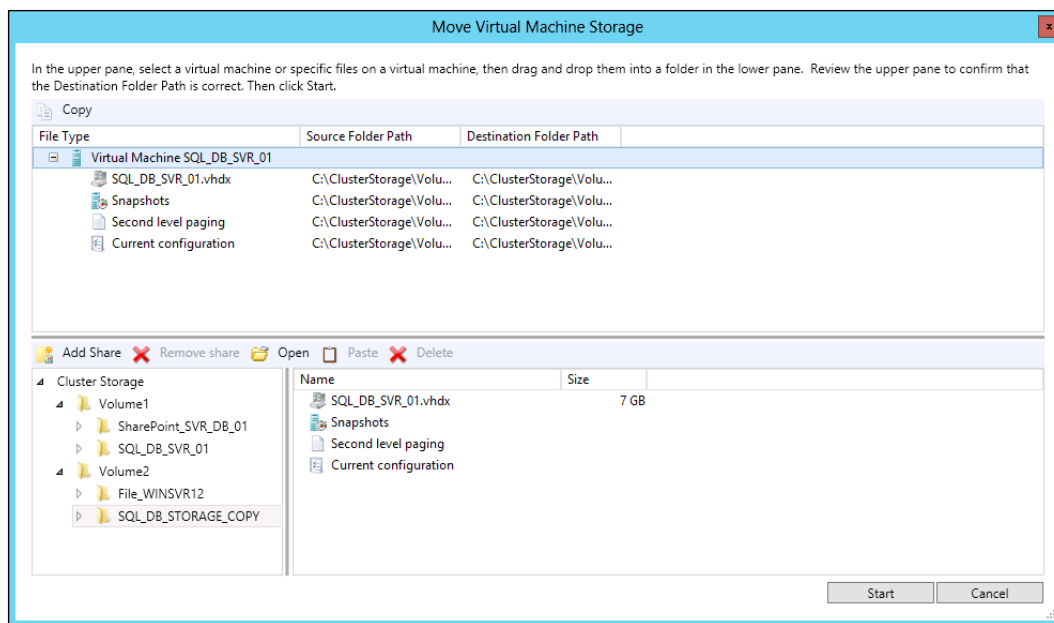 Move Virtual Machine Storage
x
In the upper pane, select a virtual machine or specific files on a virtual machine, then drag and drop them into a folder in the lower pane. Review the upper pane to confirm that
the Destination Folder Path is correct. Then click Start.
Copy
File Type Source Folder Path Destination Folder Path
Virtual Machine SQL_DB_SVR_01
SQL_DB_SVR_01.vhdx C:\ClusterStorage\Volu... C:\ClusterStorage\Volu...
Snapshots C:\ClusterStorage\Volu... C:\ClusterStorage\Volu...
Second level paging C:\ClusterStorage\Volu... C:\ClusterStorage\Volu...
Current configuration C:\ClusterStorage\Volu... C:\ClusterStorage\Volu...
Add Share Remove share Open Paste Delete
Cluster Storage
Volume1
SharePoint_SVR_DB_01
SQL_DB_SVR_01
Volume2
File_WINSVR12
SQL_DB_STORAGE_COPY
Name Size
SQL_DB_SVR_01.vhdx 7 GB
Snapshots
Second level paging
Current configuration
Start Cancel